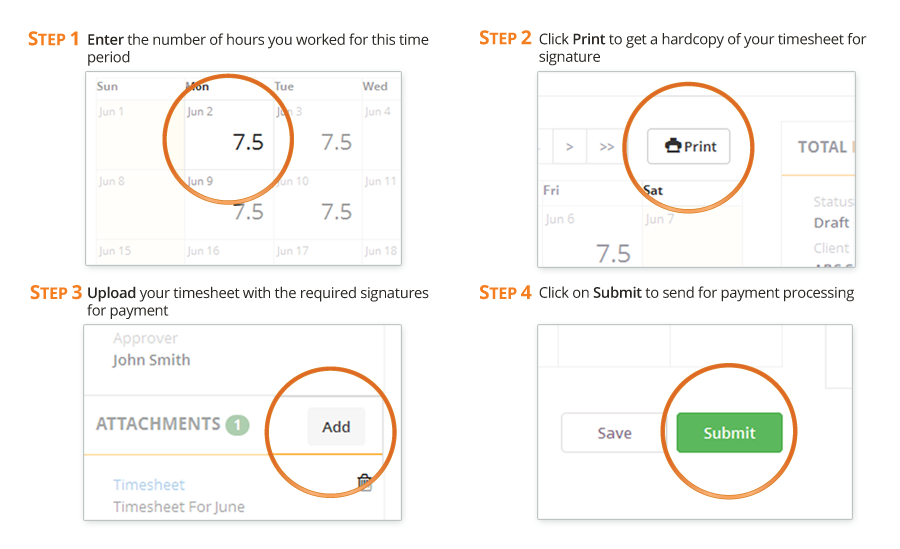 STEP 1 Enter the number of hours you worked for this time
period
Sun Mon Tue Wed
Jun 1 Jun 2 Jun 3 Jun 4
7.5 7.5
Jun 8 Jun 9 Jun 10 Jun 11
7.5 7.5
Jun 15 Jun 16 Jun 17 Jun 18
STEP 2 Click Print to get a hardcopy of your timesheet for
signature
> >> Print TOTAL
Fri Sat
Jun 6 Jun 7
7.5
Status
Draft
Client
STEP 3 Upload your timesheet with the required signatures
for payment
Approver
John Smith
ATTACHMENTS 1 Add
Timesheet
Timesheet For June
STEP 4 Click on Submit to send for payment processing
Save Submit